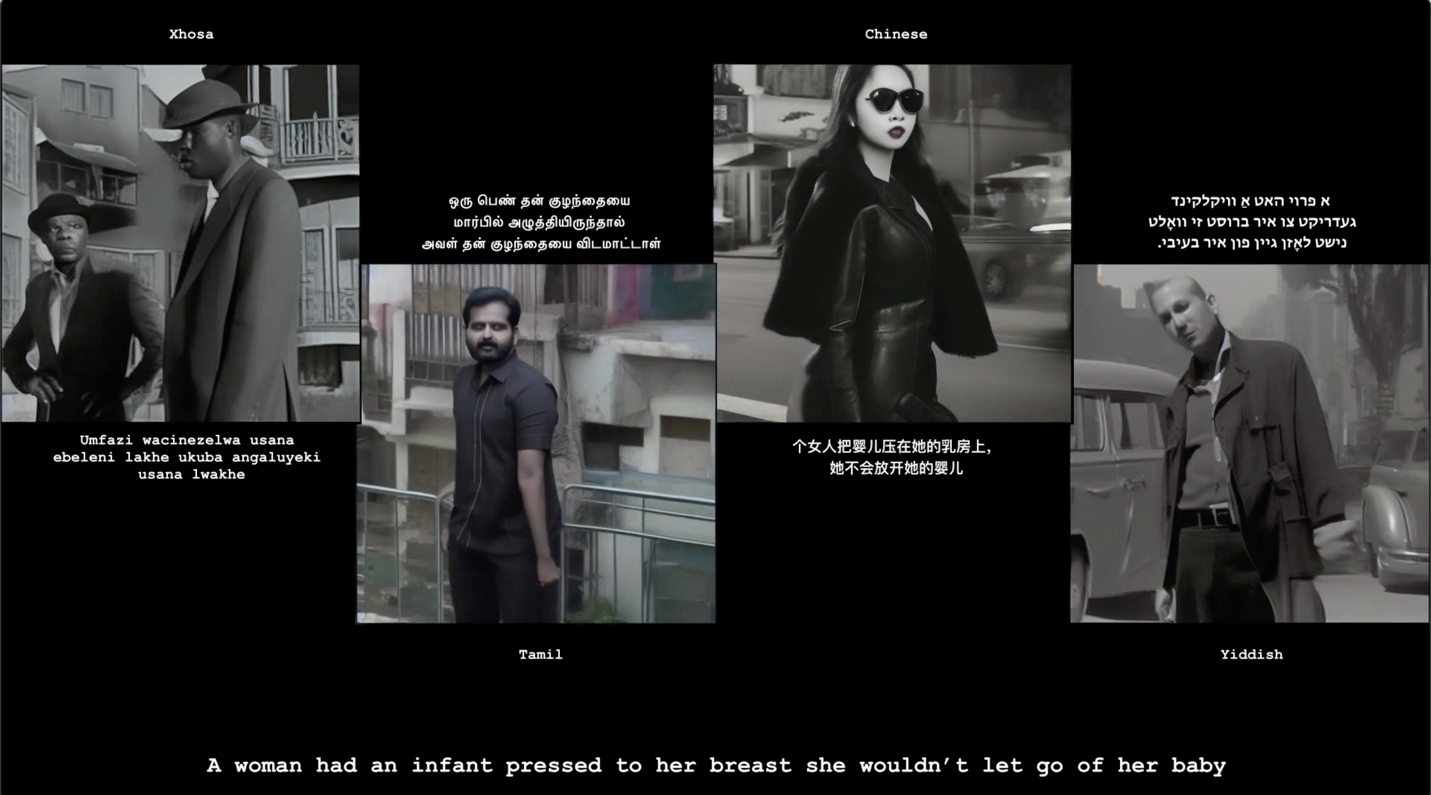 Xhosa
Umfazi wacinezelwa usana
ebeleni lakhe ukuba angaluyeki
usana lwakhe
ஒரு பெண் தன் குழந்தையை
மார்பில் அழுத்தியிருந்தால்
அவள் தன் குழந்தையை விடமாட்டாள்
Tamil
Chinese
个女人把婴儿压在她的乳房上，
她不会放开她的婴儿
א פרוי האט אַ וויקלקינד
געדריקט צו איר ברוסט זי וואָלט
נישט לאָזן גיין פון איר בעיבי.
Yiddish
A woman had an infant pressed to her breast she wouldn’t let go of her baby